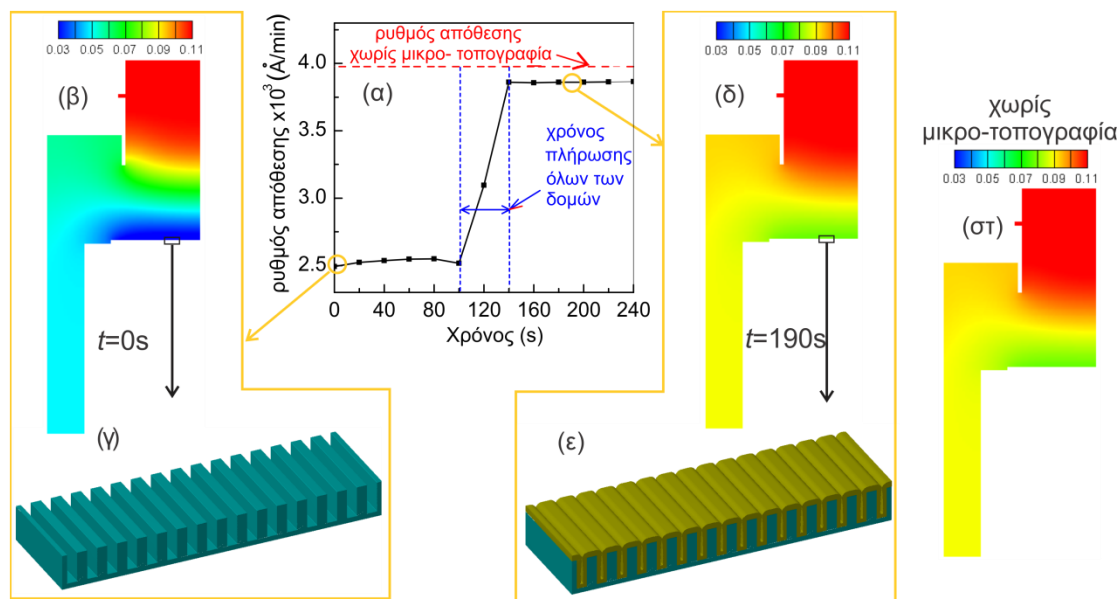 0.03 0.05 0.07 0.09 0.11
(β)
t=0s
(γ)
ρυθμός απόθεσης x10³ (Å/min)
4.0
3.5
3.0
2.5
0 40 80 120 160 200 240
Χρόνος (s)
ρυθμός απόθεσης
χωρίς μικρο- τοπογραφία
(α)
χρόνος
πλήρωσης
όλων των
δομών
0.03 0.05 0.07 0.09 0.11
(δ)
t=190s
(ε)
χωρίς
μικρο-τοπογραφία
0.03 0.05 0.07 0.09 0.11
(στ)